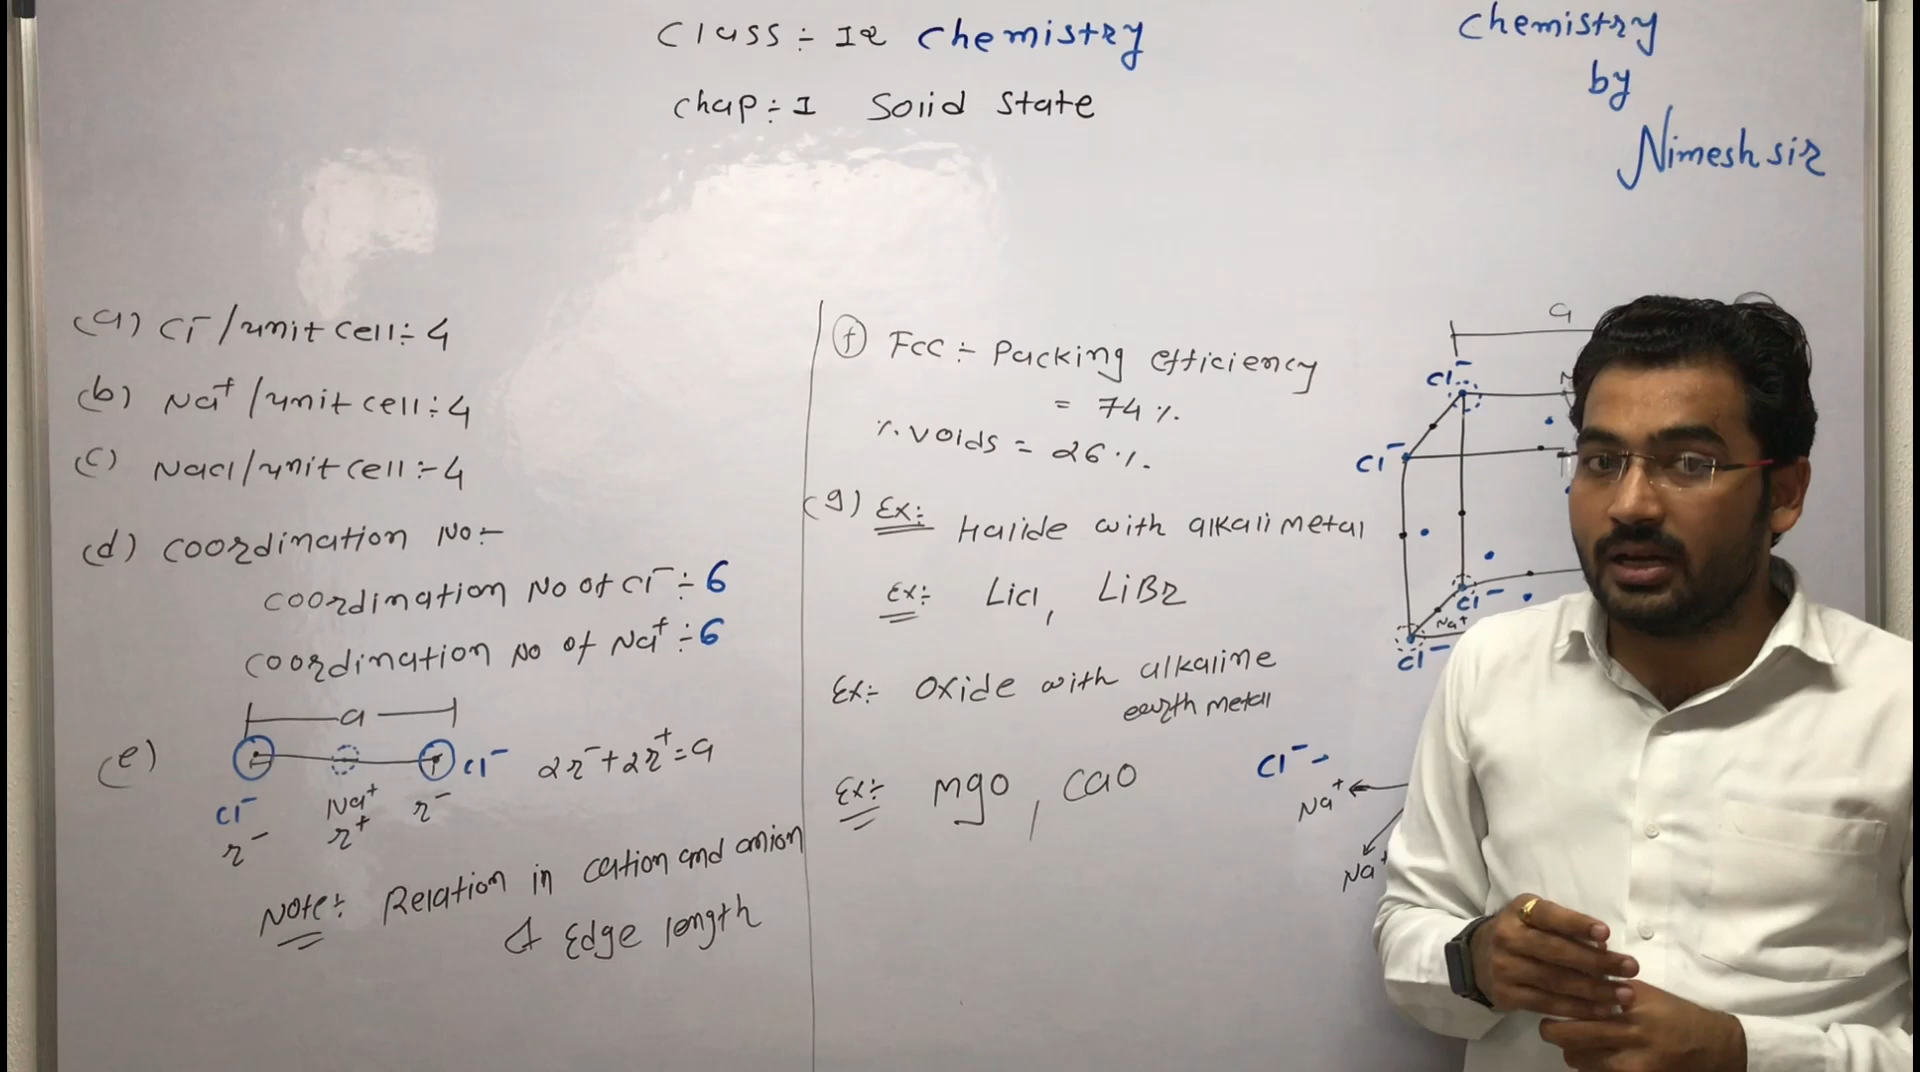 Class :- 12 Chemistry
Chap :- 1 Solid State
Chemistry
by
Nimesh sir
(a) Cl⁻/unit cell :- 4
(b) Na⁺/unit cell :- 4
(c) NaCl/unit cell :- 4
(d) Coordination No :-
Coordination No of Cl⁻ :- 6
Coordination No of Na⁺ :- 6
(e)
a
Cl⁻ 2r⁻+2r⁺=a
Cl⁻ Na⁺ r⁻
r⁻ r⁺
Note :- Relation in cation and anion
& Edge length
(f) Fcc :- Packing efficiency
= 74 %.
% voids = 26 %.
(g) Ex :- Halide with alkali metal
Ex :- LiCl, LiBr
Ex :- Oxide with alkaline
earth metal
Ex :- MgO, CaO
a
Cl⁻
Cl⁻
Cl⁻
Na⁺
Cl⁻
Cl⁻
Na⁺
Na⁺